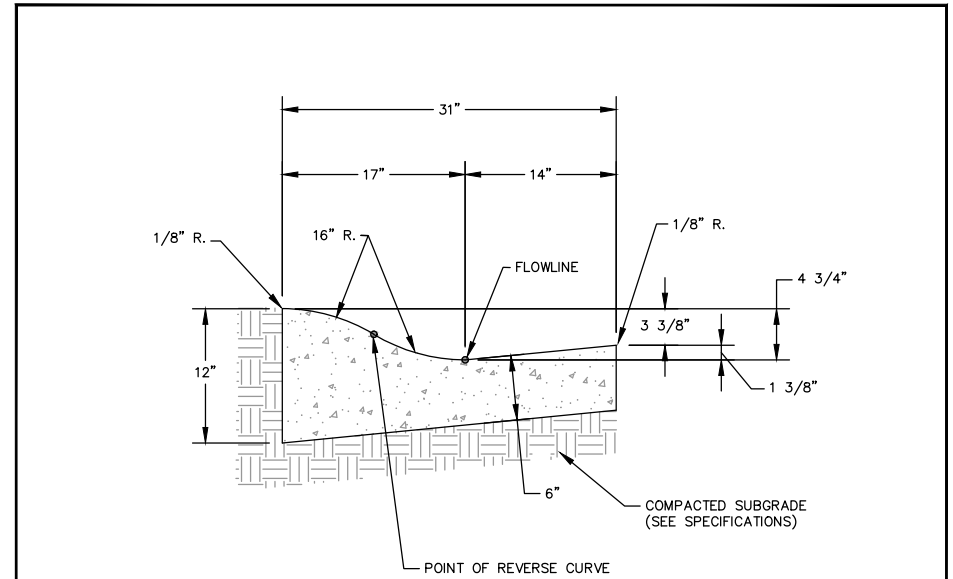 31”
17”
14”
1/8” R.
16” R.
1/8” R.
FLOWLINE
4 3/4”
3 3/8”
12”
1 3/8”
6”
COMPACTED SUBGRADE
(SEE SPECIFICATIONS)
POINT OF REVERSE CURVE